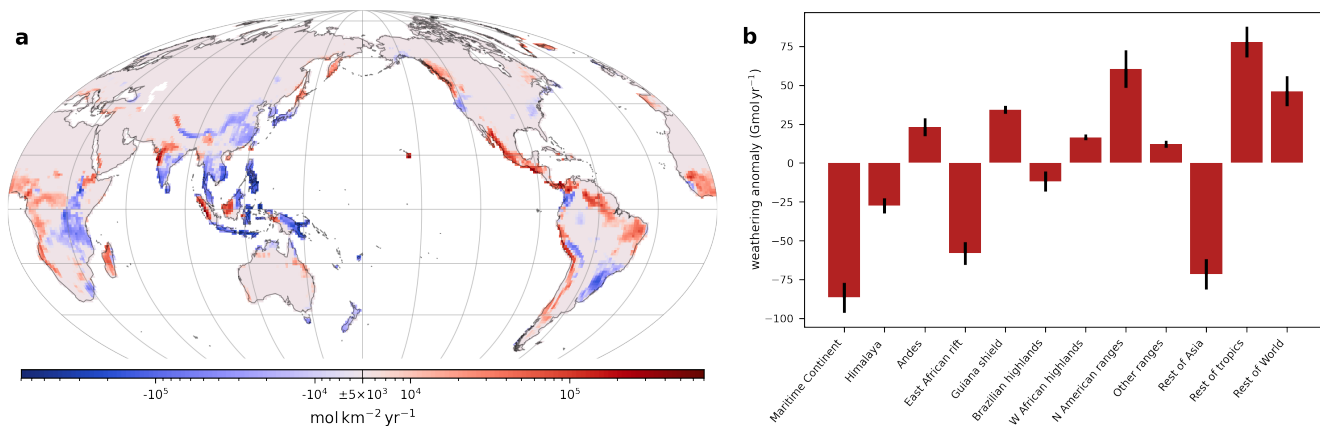 a
-10⁵
-10⁴
±5×10³
10⁴
10⁵
mol km⁻² yr⁻¹
b
weathering anomaly (Gmol yr⁻¹)
75
50
25
0
−25
−50
−75
−100
Maritime Continent
Himalaya
Andes
East African rift
Guiana shield
Brazilian highlands
W African highlands
N American ranges
Other ranges
Rest of Asia
Rest of tropics
Rest of World